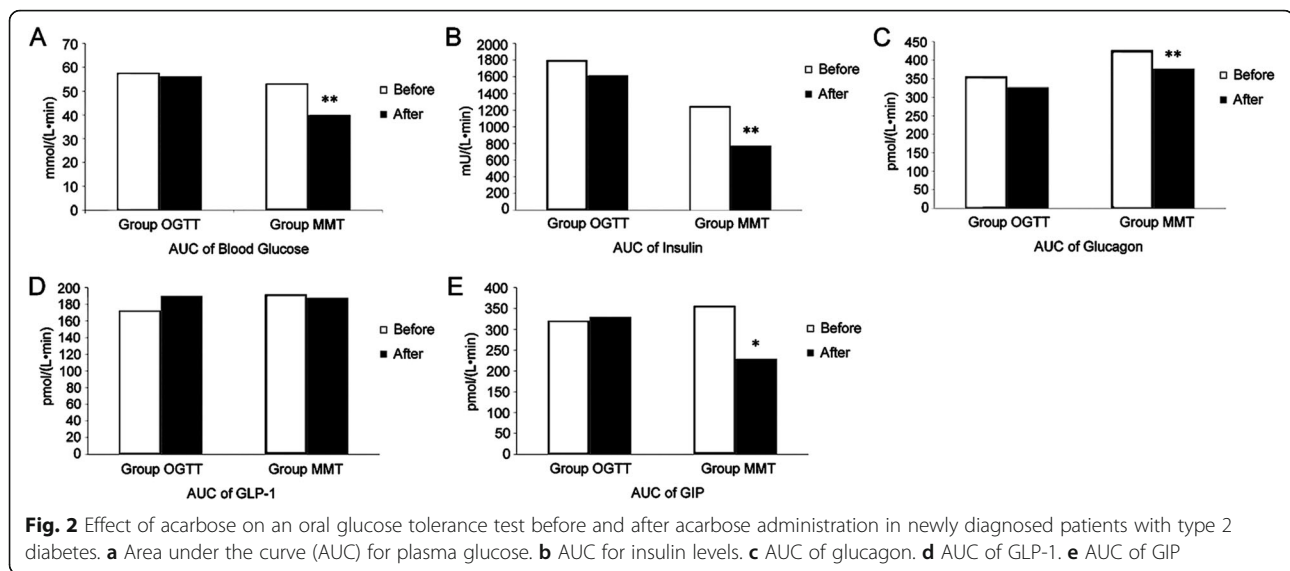 A
70
60
50
40
30
20
10
0
mmol/(L•min)
**
Before
After
Group OGTT
Group MMT
AUC of Blood Glucose
B
2000
1800
1600
1400
1200
1000
800
600
400
200
0
mU/(L•min)
**
Before
After
Group OGTT
Group MMT
AUC of Insulin
C
450
400
350
300
350
200
150
100
50
0
pmol/(L•min)
**
Before
After
Group OGTT
Group MMT
AUC of Glucagon
D
200
180
160
140
120
100
80
60
40
20
0
pmol/(L•min)
Before
After
Group OGTT
Group MMT
AUC of GLP-1
E
400
350
300
250
200
150
100
50
0
pmol/(L•min)
*
Before
After
Group OGTT
Group MMT
AUC of GIP
Fig. 2 Effect of acarbose on an oral glucose tolerance test before and after acarbose administration in newly diagnosed patients with type 2
diabetes. a Area under the curve (AUC) for plasma glucose. b AUC for insulin levels. c AUC of glucagon. d AUC of GLP-1. e AUC of GIP